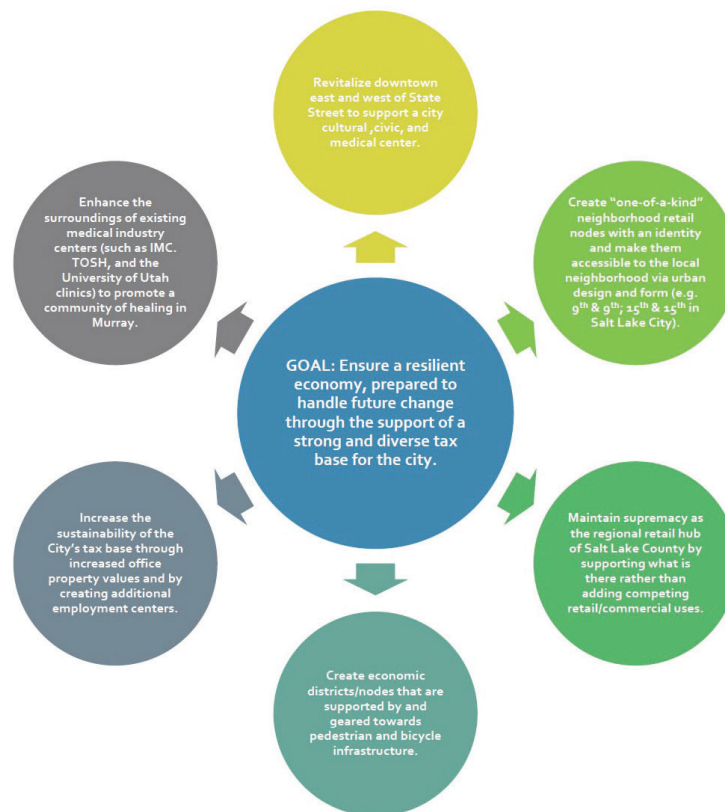 Revitalize downtown
east and west of State
Street to support a city
cultural ,civic, and
medical center.
Enhance the
surroundings of existing
medical industry
centers (such as IMC.
TOSH, and
the University of Utah
clinics) to promote a
community of healing in
Murray.
Create “one-of-a-kind”
neighborhood retail
nodes with an identity
and make them
accessible to the local
neighborhood via urban
design and form (e.g.
9th & 9th; 15th & 15th in
Salt Lake City).
GOAL: Ensure a resilient
economy, prepared to
handle future change
through the support of a
strong and diverse tax
base for the city.
Increase the
sustainability of the
City’s tax base through
increased office
property values and by
creating additional
employment centers.
Maintain supremacy as
the regional retail hub
of Salt Lake County by
supporting what is
there rather than
adding competing
retail/commercial uses.
Create economic
districts/nodes that are
supported by and
geared towards
pedestrian and bicycle
infrastructure.